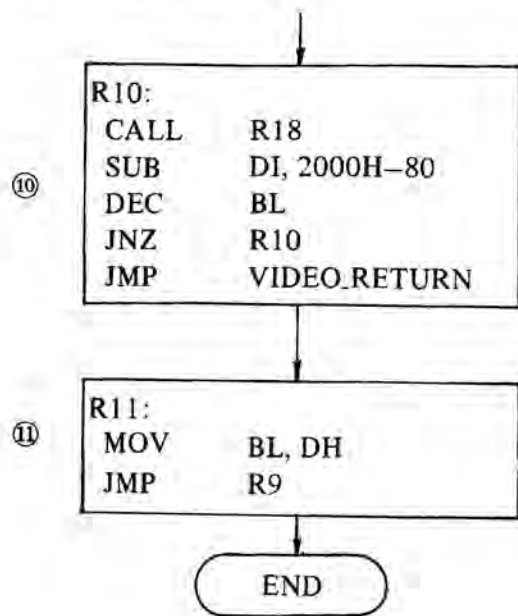 R10:
CALL R18
⑩ SUB DI, 2000H–80
DEC BL
JNZ R10
JMP VIDEO_RETURN
R11:
⑪ MOV BL, DH
JMP R9
END